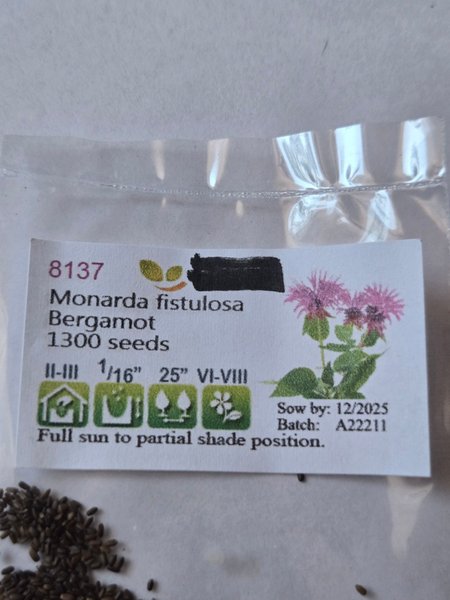 8137
Monarda fistulosa
Bergamot
1300 seeds
II-III 1/16” 25” VI-VIII
Sow by: 12/2025
Batch: A22211
Full sun to partial shade position.